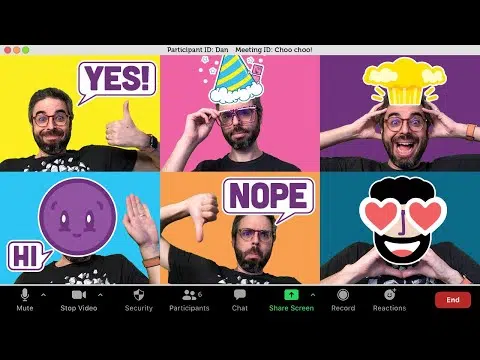 Participant ID: Dan Meeting ID: Choo choo!
YES!
HI
NOPE
Mute
Stop Video
Security
Participants
6
Chat
Share Screen
Record
Reactions
End